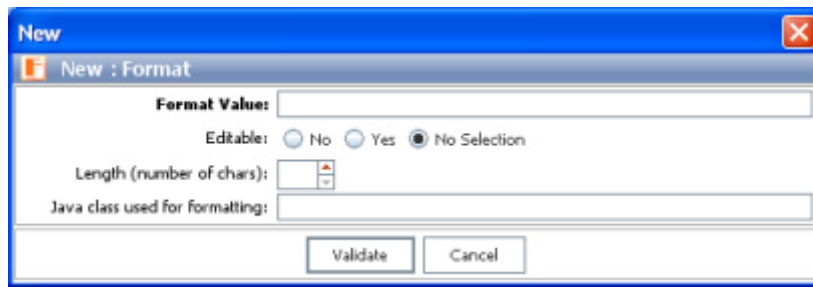 New
New : Format
Format Value:
Editable: No Yes No Selection
Length (number of chars):
Java class used for formatting:
Validate Cancel